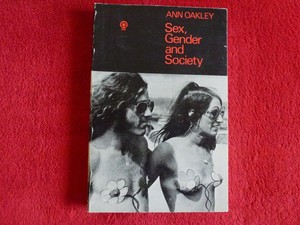 ANN OAKLEY
Sex,
Gender
and
Society